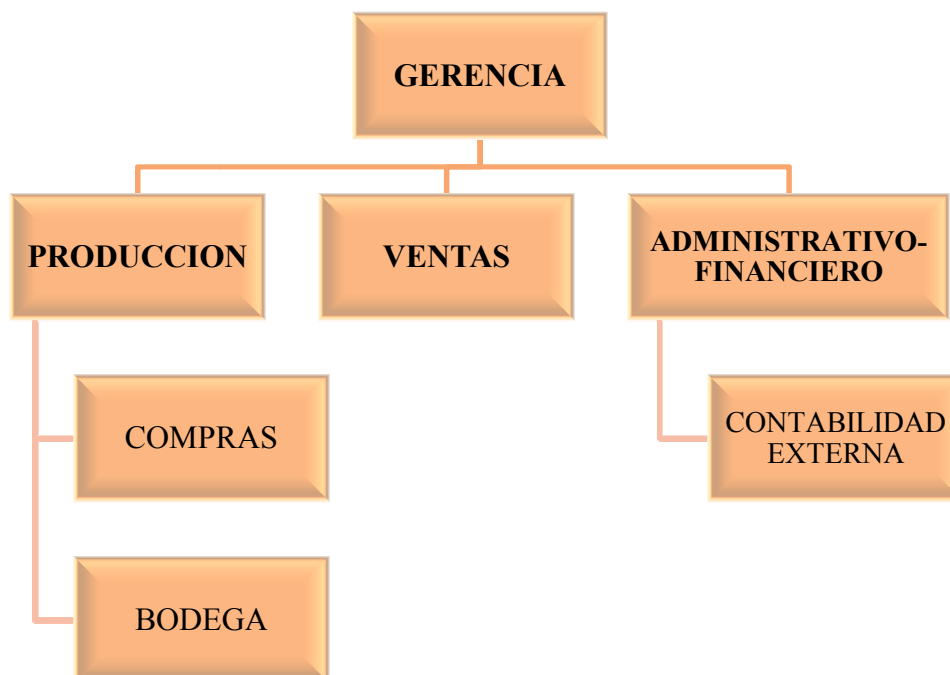 GERENCIA
PRODUCCION
VENTAS
ADMINISTRATIVO-
FINANCIERO
COMPRAS
CONTABILIDAD
EXTERNA
BODEGA